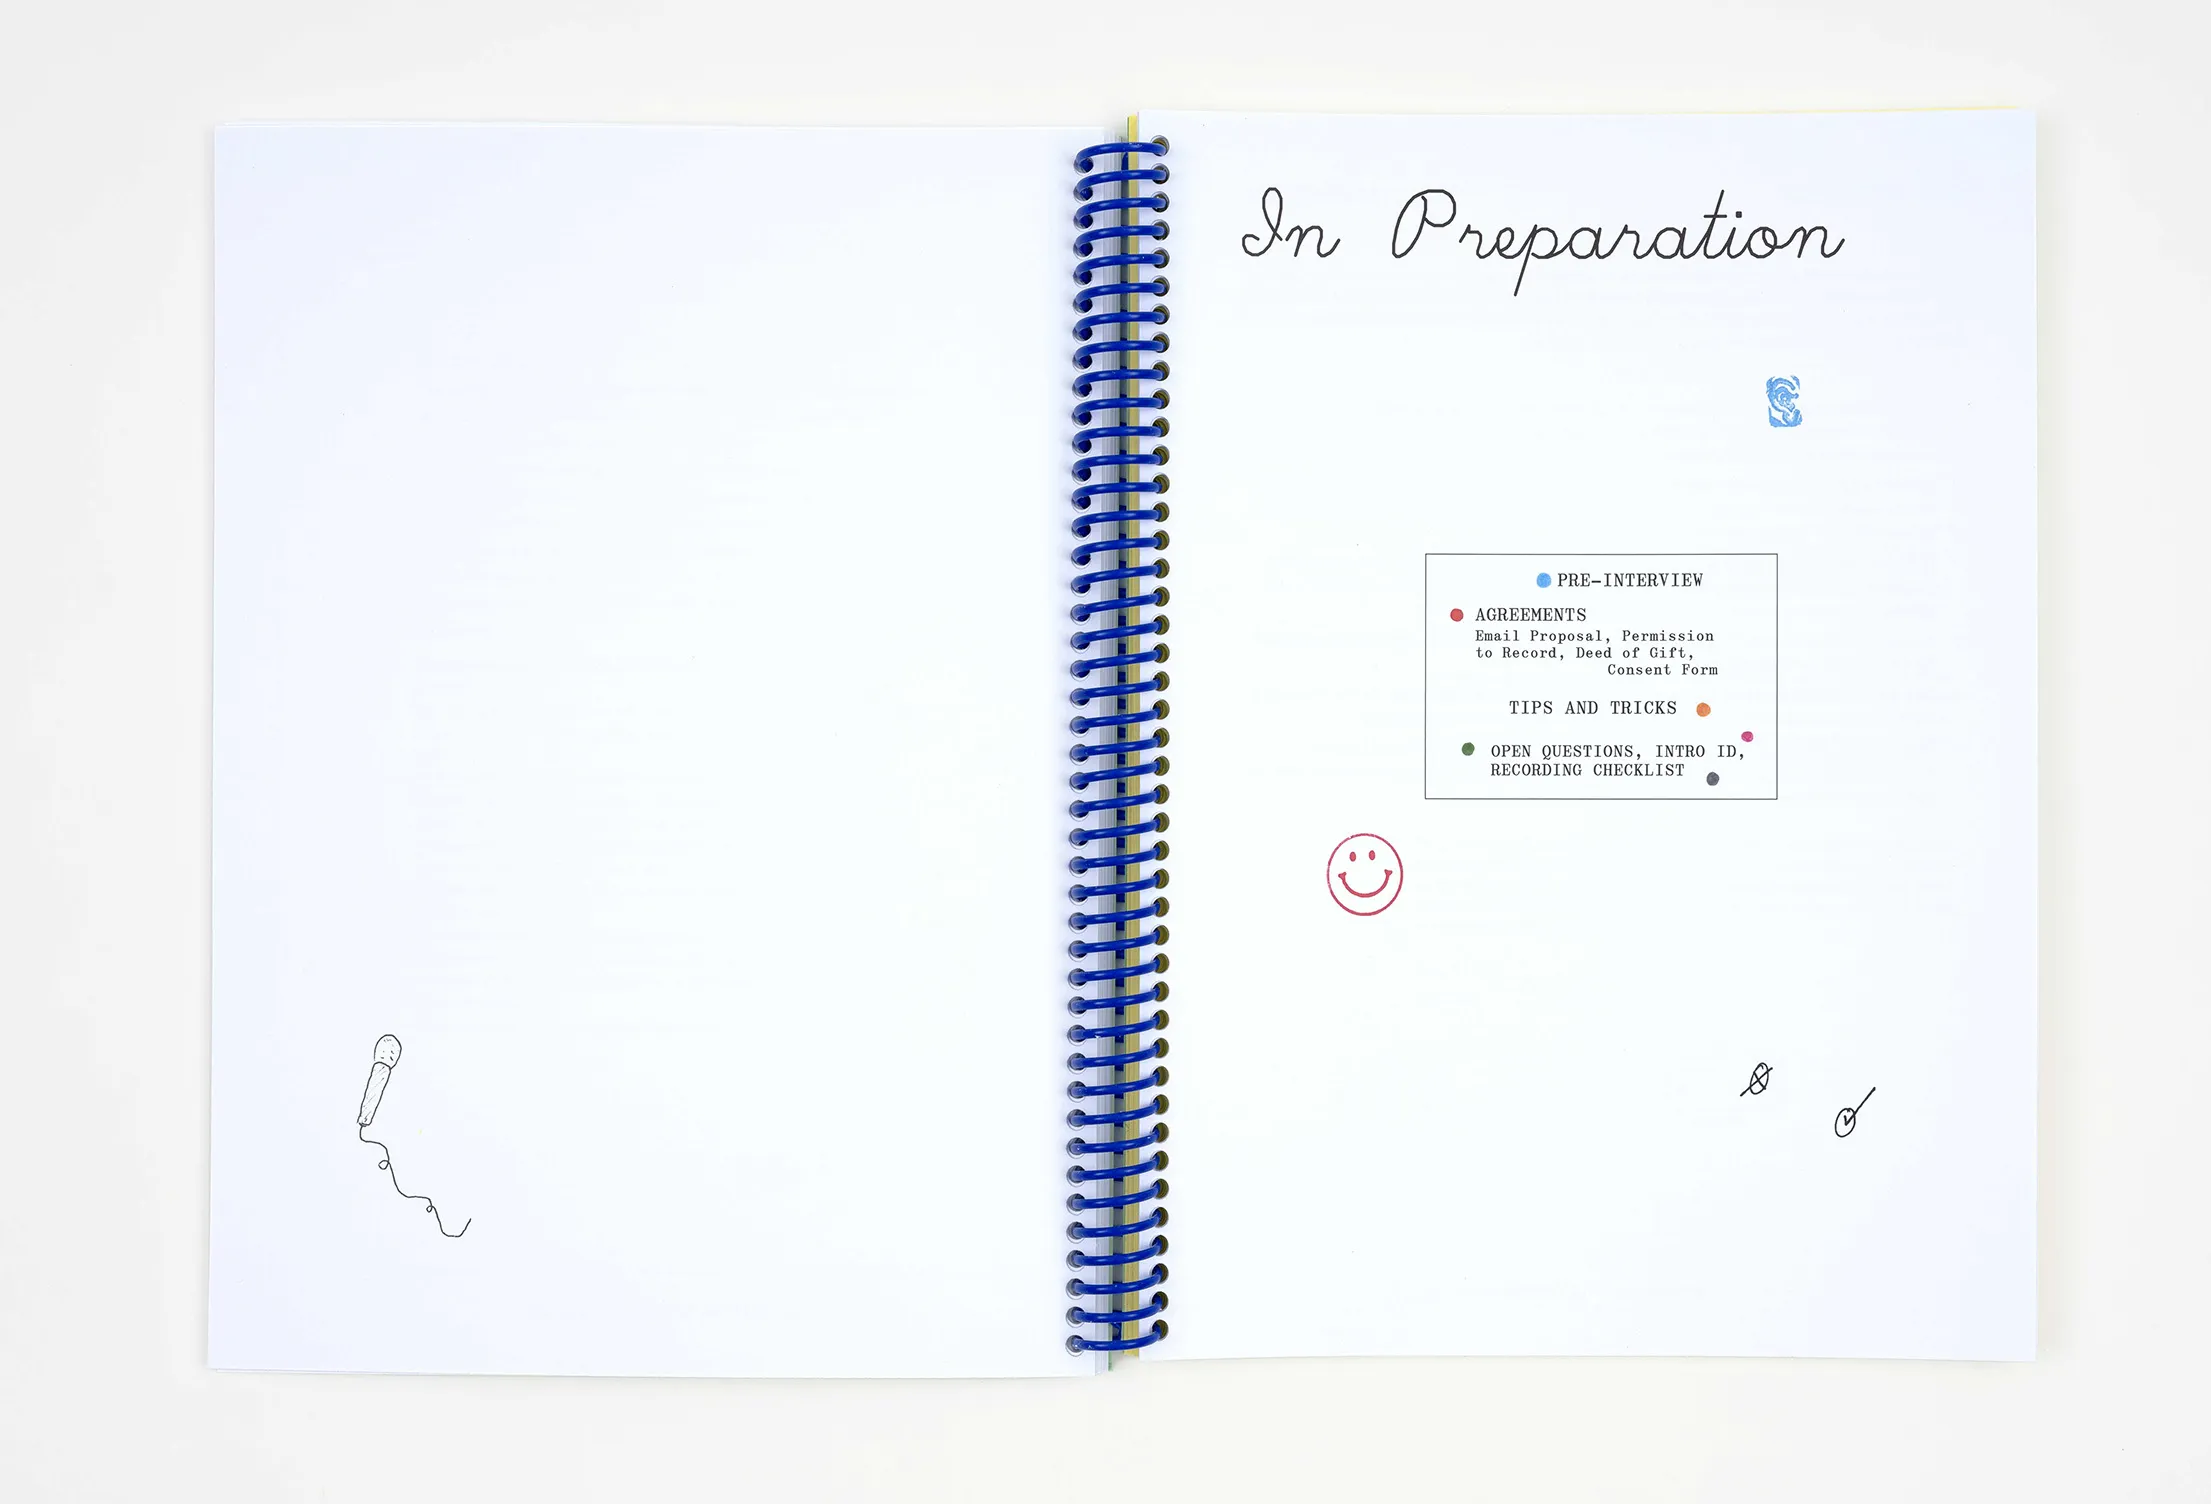 In Preparation
PRE-INTERVIEW
AGREEMENTS
Email Proposal, Permission
to Record, Deed of Gift,
Consent Form
TIPS AND TRICKS
OPEN QUESTIONS, INTRO ID,
RECORDING CHECKLIST